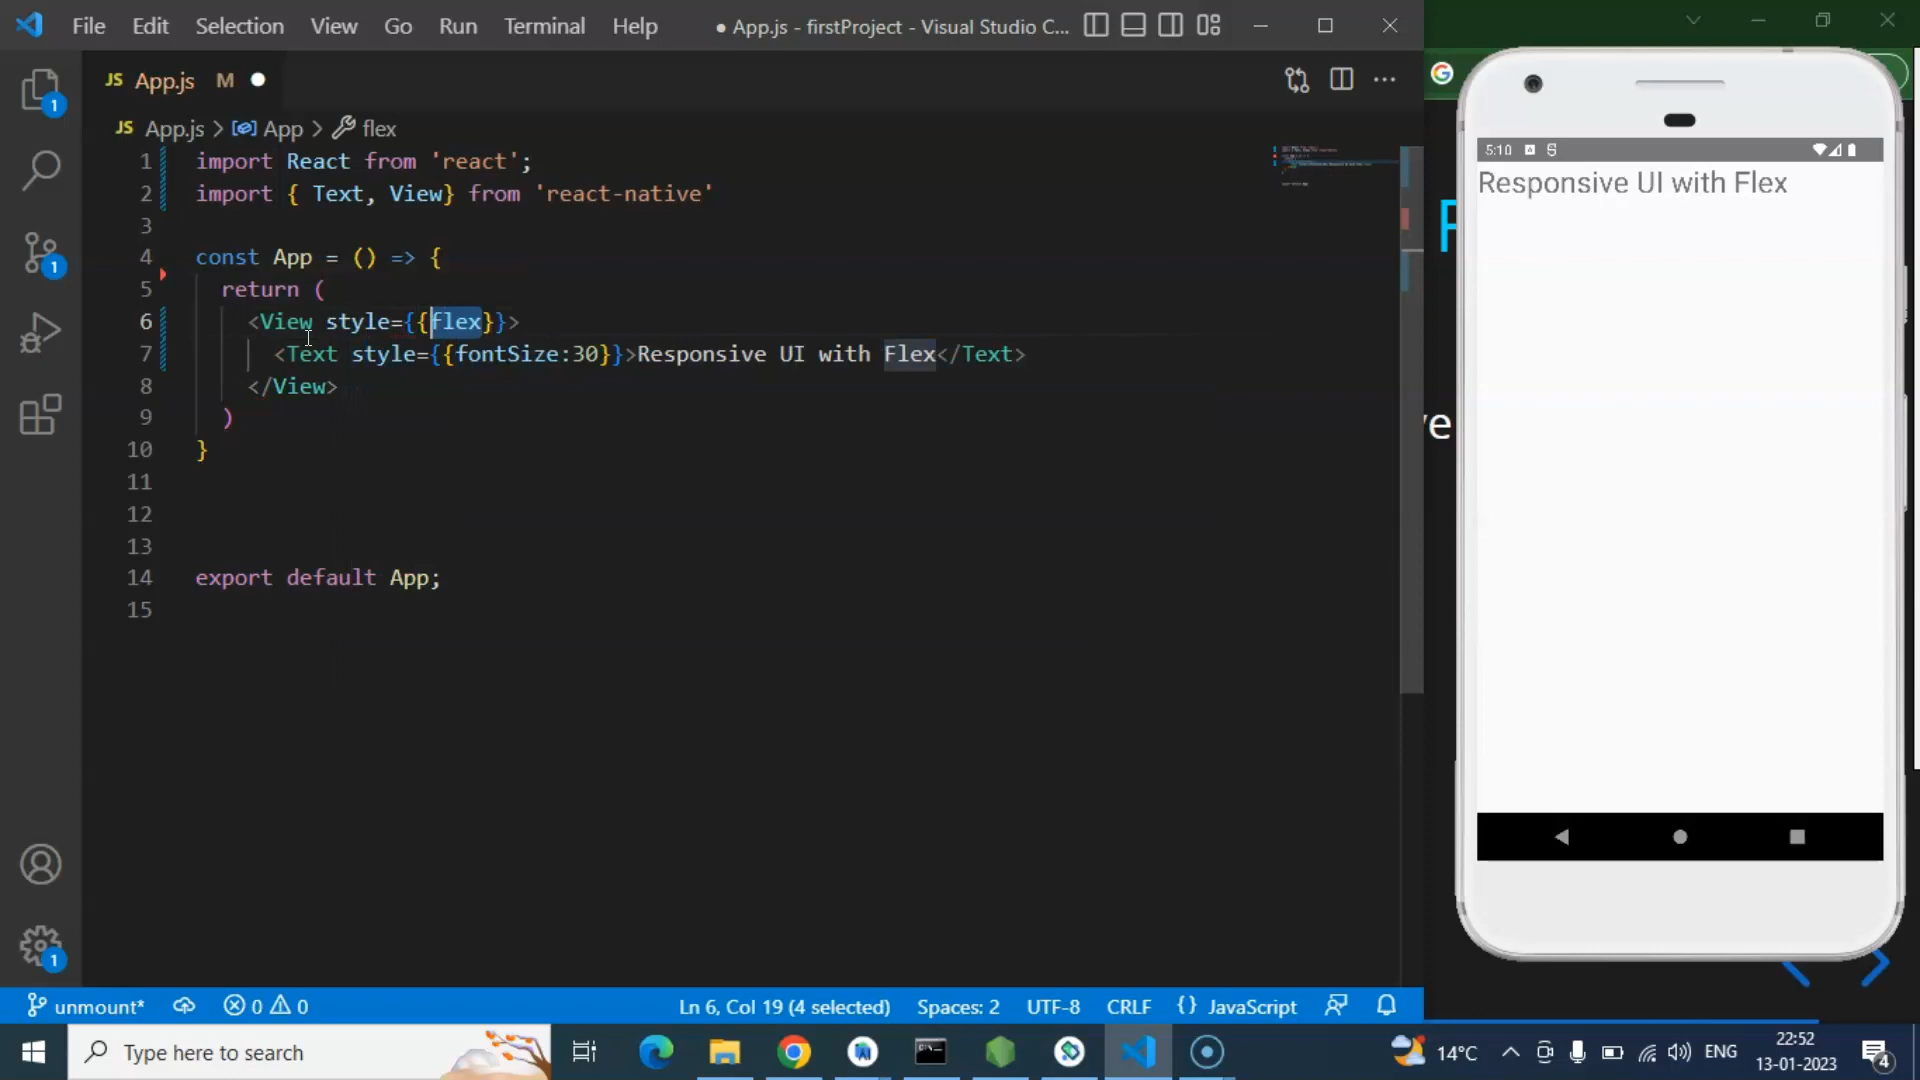 File Edit Selection View Go Run Terminal Help ● App.js - firstProject - Visual Studio C...
JS App.js M
JS App.js > App > flex
1 import React from 'react';
2 import { Text, View} from 'react-native'
3
4 const App = () => {
5 return (
6 <View style={{flex}}>
7 <Text style={{fontSize:30}}>Responsive UI with Flex</Text>
8 </View>
9 )
10 }
11
12
13
14 export default App;
15
1
1
1
5:10
Responsive UI with Flex
ve
unmount* 0 0 Ln 6, Col 19 (4 selected) Spaces: 2 UTF-8 CRLF {} JavaScript
Type here to search
14°C ENG
22:52
13-01-2023
4